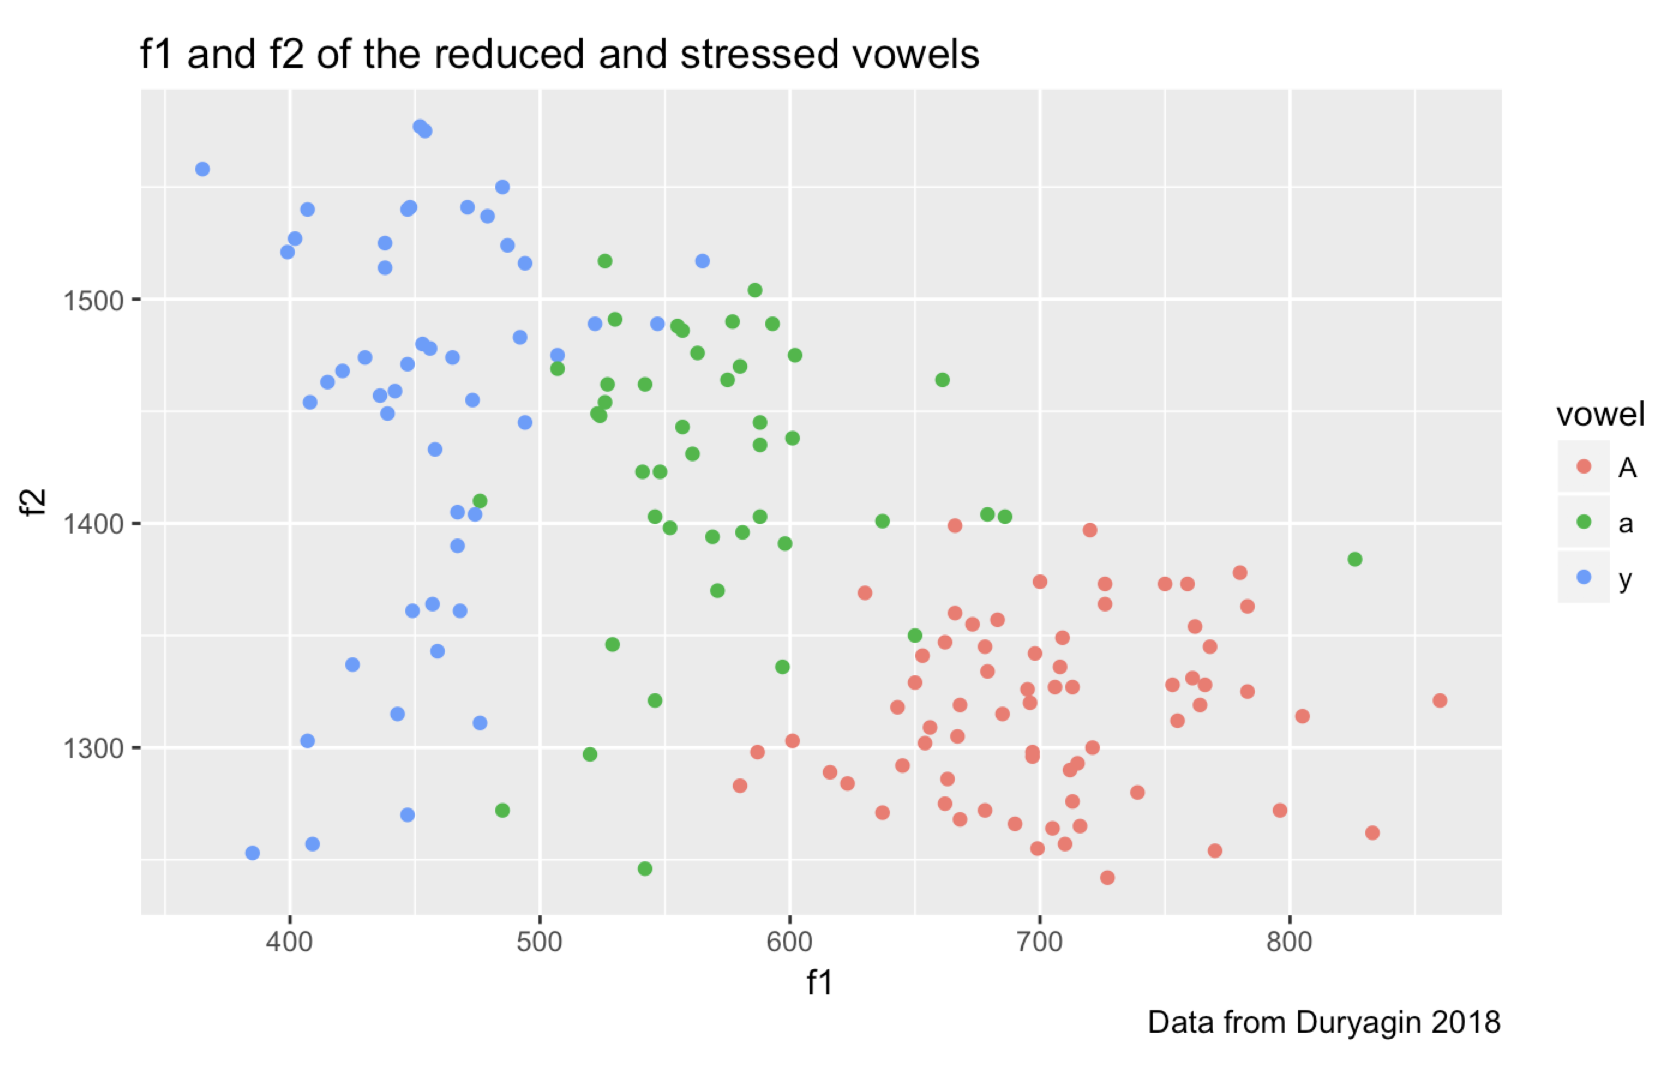 f1 and f2 of the reduced and stressed vowels
f2
1500
1400
1300
400 500 600 700 800
f1
vowel
A
a
y
Data from Duryagin 2018